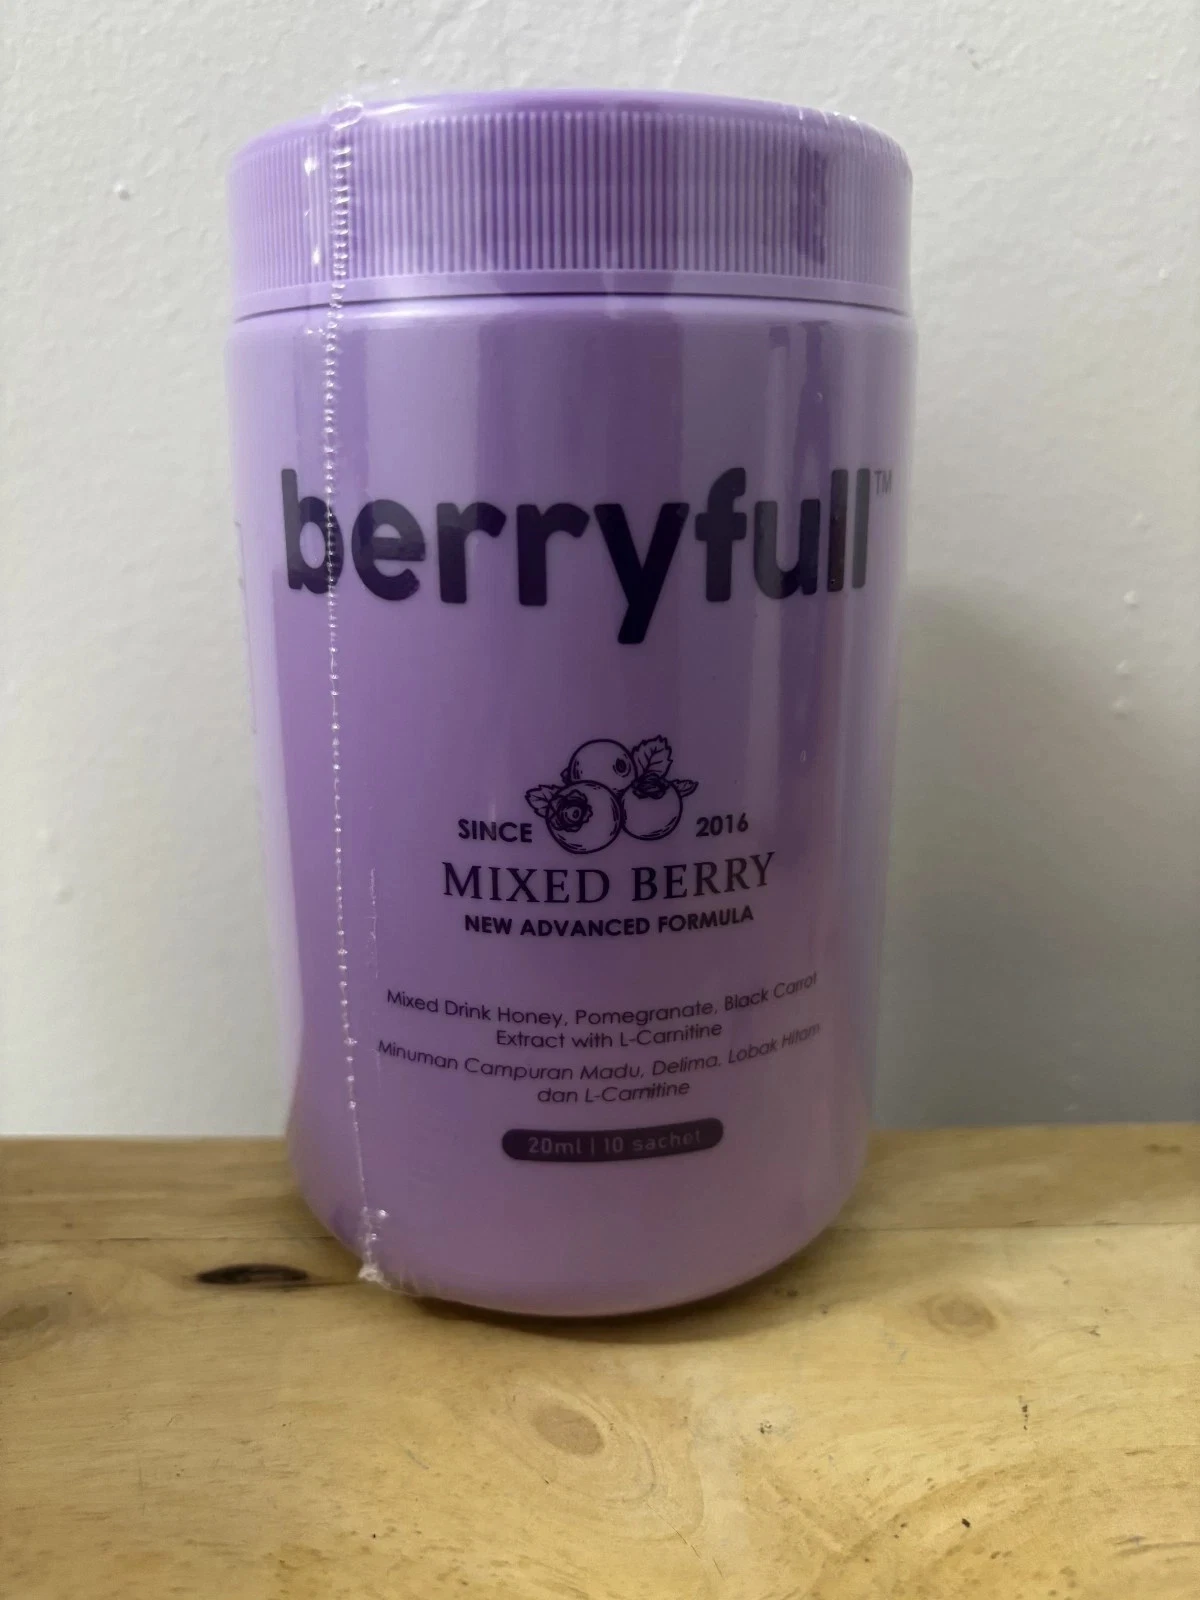 berryfull™
SINCE 2016
MIXED BERRY
NEW ADVANCED FORMULA
Mixed Drink Honey, Pomegranate, Black Carrot
Extract with L-Carnitine
Minuman Campuran Madu, Delima. Lobak Hitam
dan L-Carnitine
20ml | 10 sachet